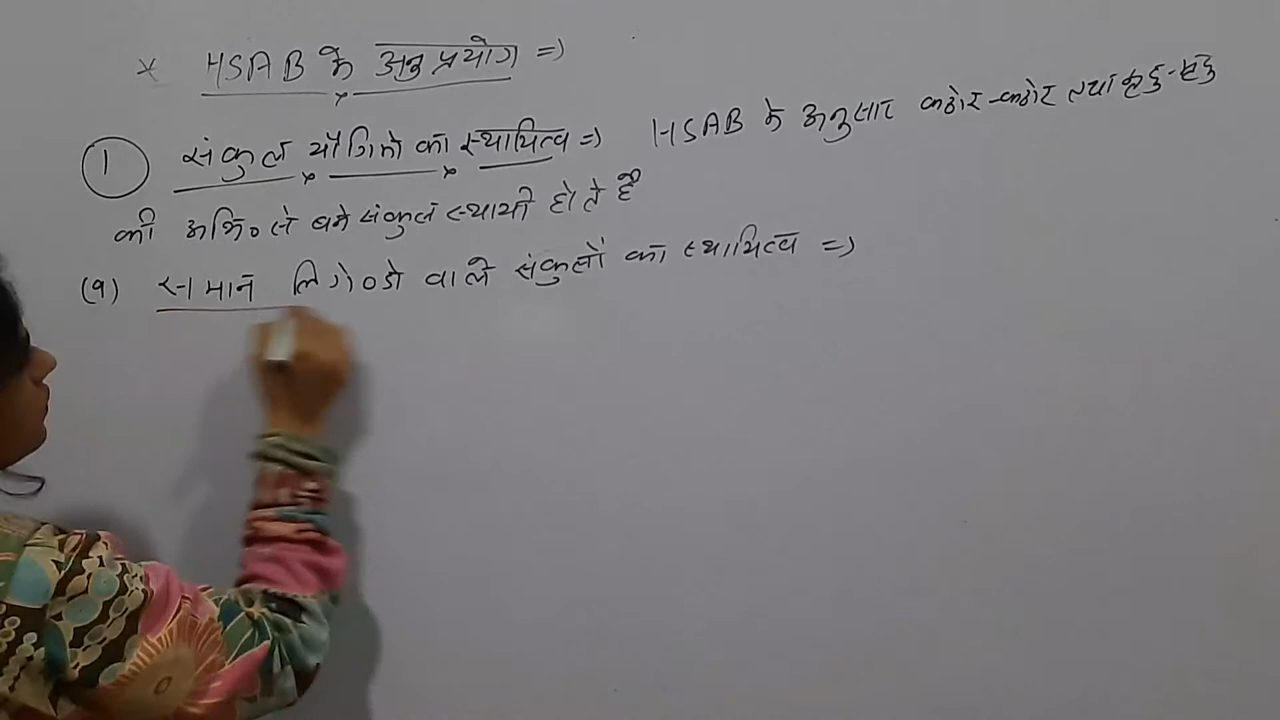 * HSAB के अनुप्रयोग ⇒
1 संकुल यौगिको का स्थायित्व ⇒ HSAB के अनुसार कठोर-कठोर तथा मृदु-मृदु
की अभि० से बने संकुल स्थायी होते है
(१) समान लिगेण्डो वाले संकुलों का स्थायित्व ⇒